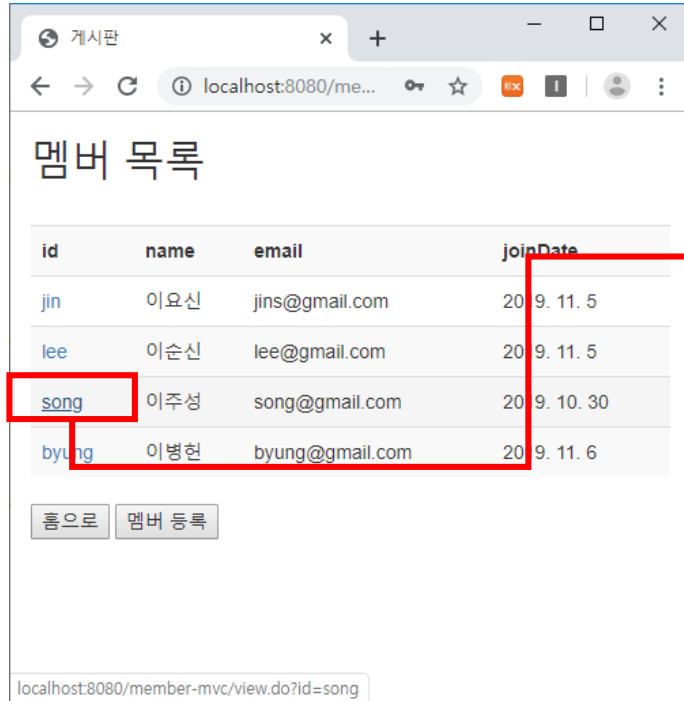 게시판
localhost:8080/me...
멤버 목록
id name email joinDate
jin 이요신 jins@gmail.com 2019. 11. 5
lee 이순신 lee@gmail.com 2019. 11. 5
song 이주성 song@gmail.com 2019. 10. 30
byung 이병헌 byung@gmail.com 2019. 11. 6
홈으로 멤버 등록
localhost:8080/member-mvc/view.do?id=song